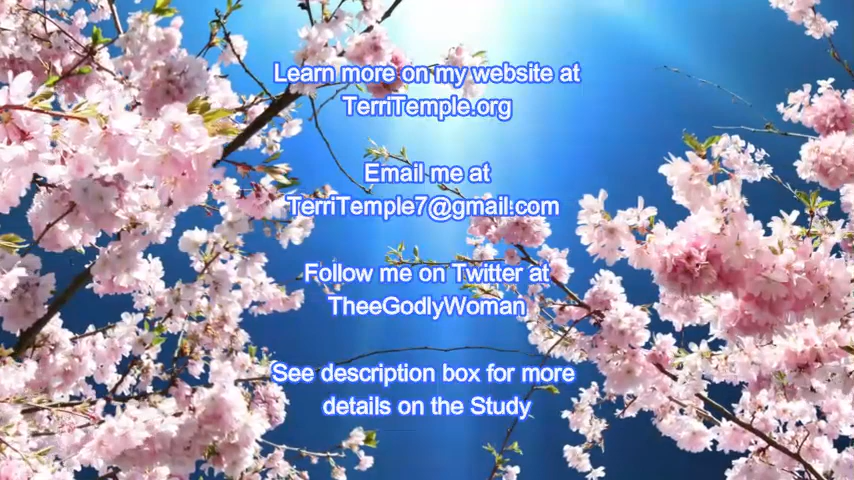 Learn more on my website at
TerriTemple.org
Email me at
TerriTemple7@gmail.com
Follow me on Twitter at
TheeGodlyWoman
See description box for more
details on the Study